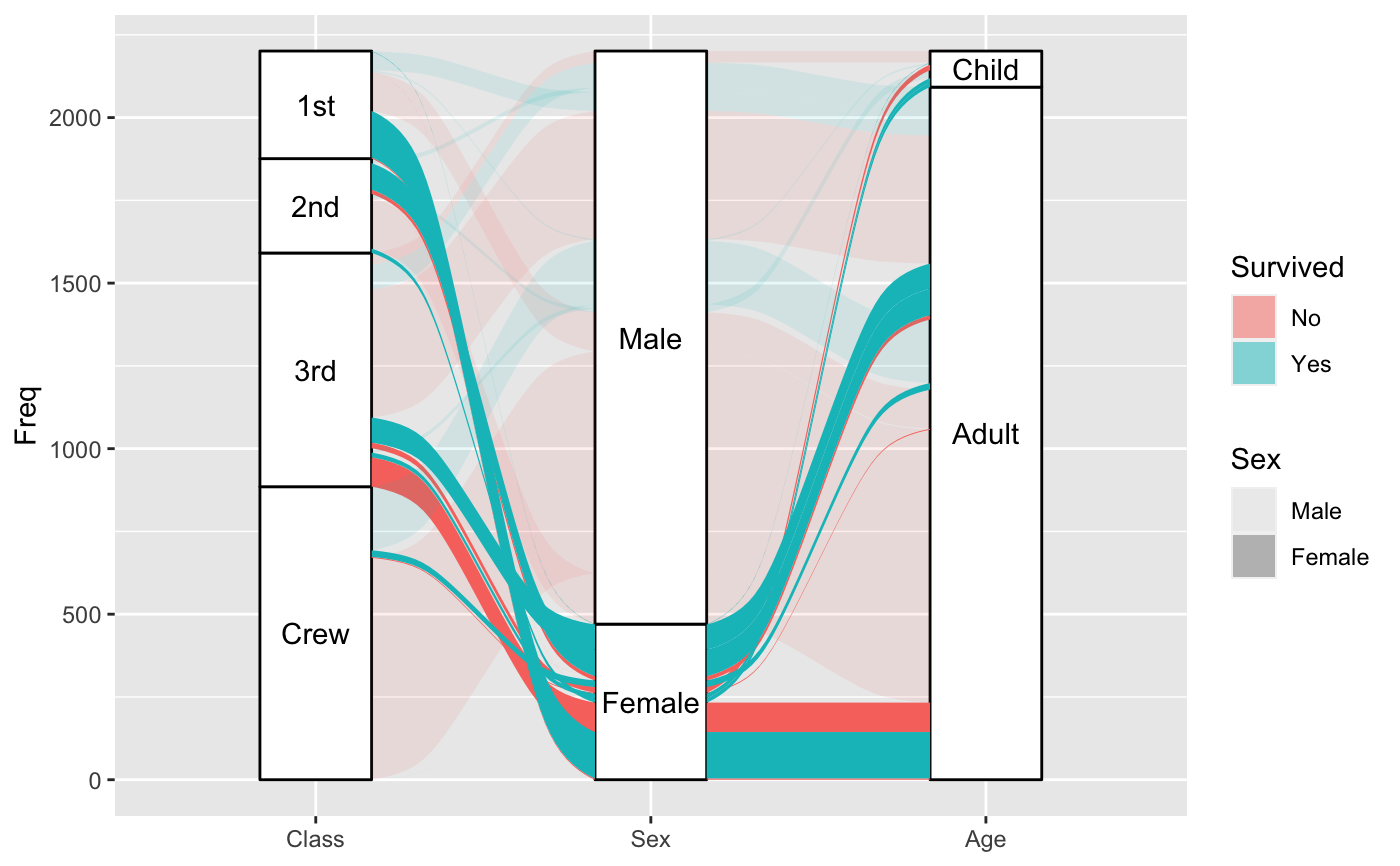 Freq
2000
1500
1000
500
0
1st
2nd
3rd
Crew
Male
Female
Child
Adult
Class
Sex
Age
Survived
No
Yes
Sex
Male
Female